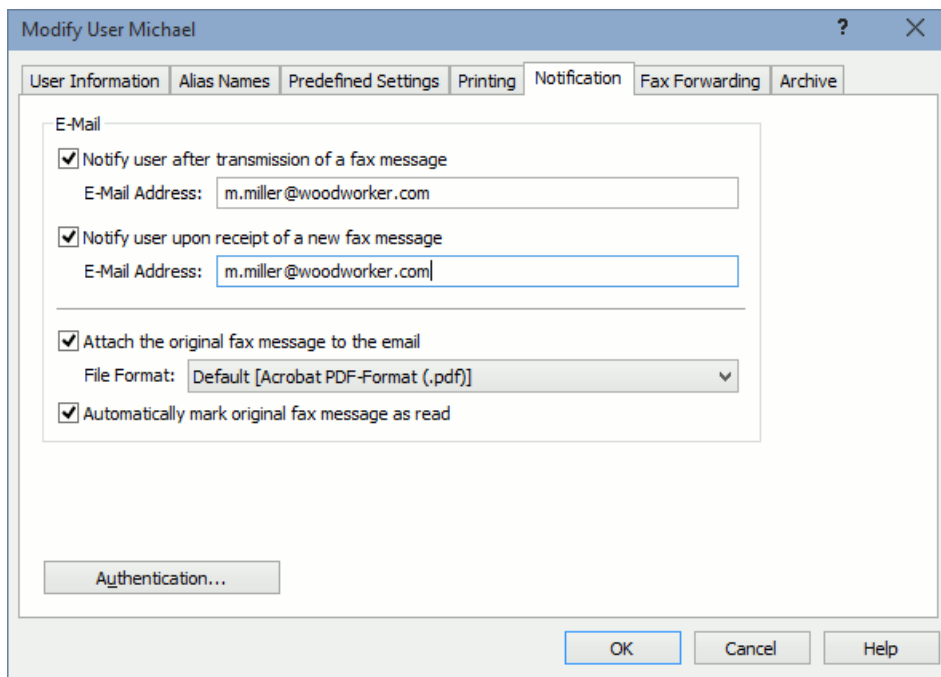 Modify User Michael ?
User Information Alias Names Predefined Settings Printing Notification Fax Forwarding Archive
E-Mail
Notify user after transmission of a fax message
E-Mail Address: m.miller@woodworker.com
Notify user upon receipt of a new fax message
E-Mail Address: m.miller@woodworker.com
Attach the original fax message to the email
File Format: Default [Acrobat PDF-Format (.pdf)]
Automatically mark original fax message as read
Authentication...
OK Cancel Help